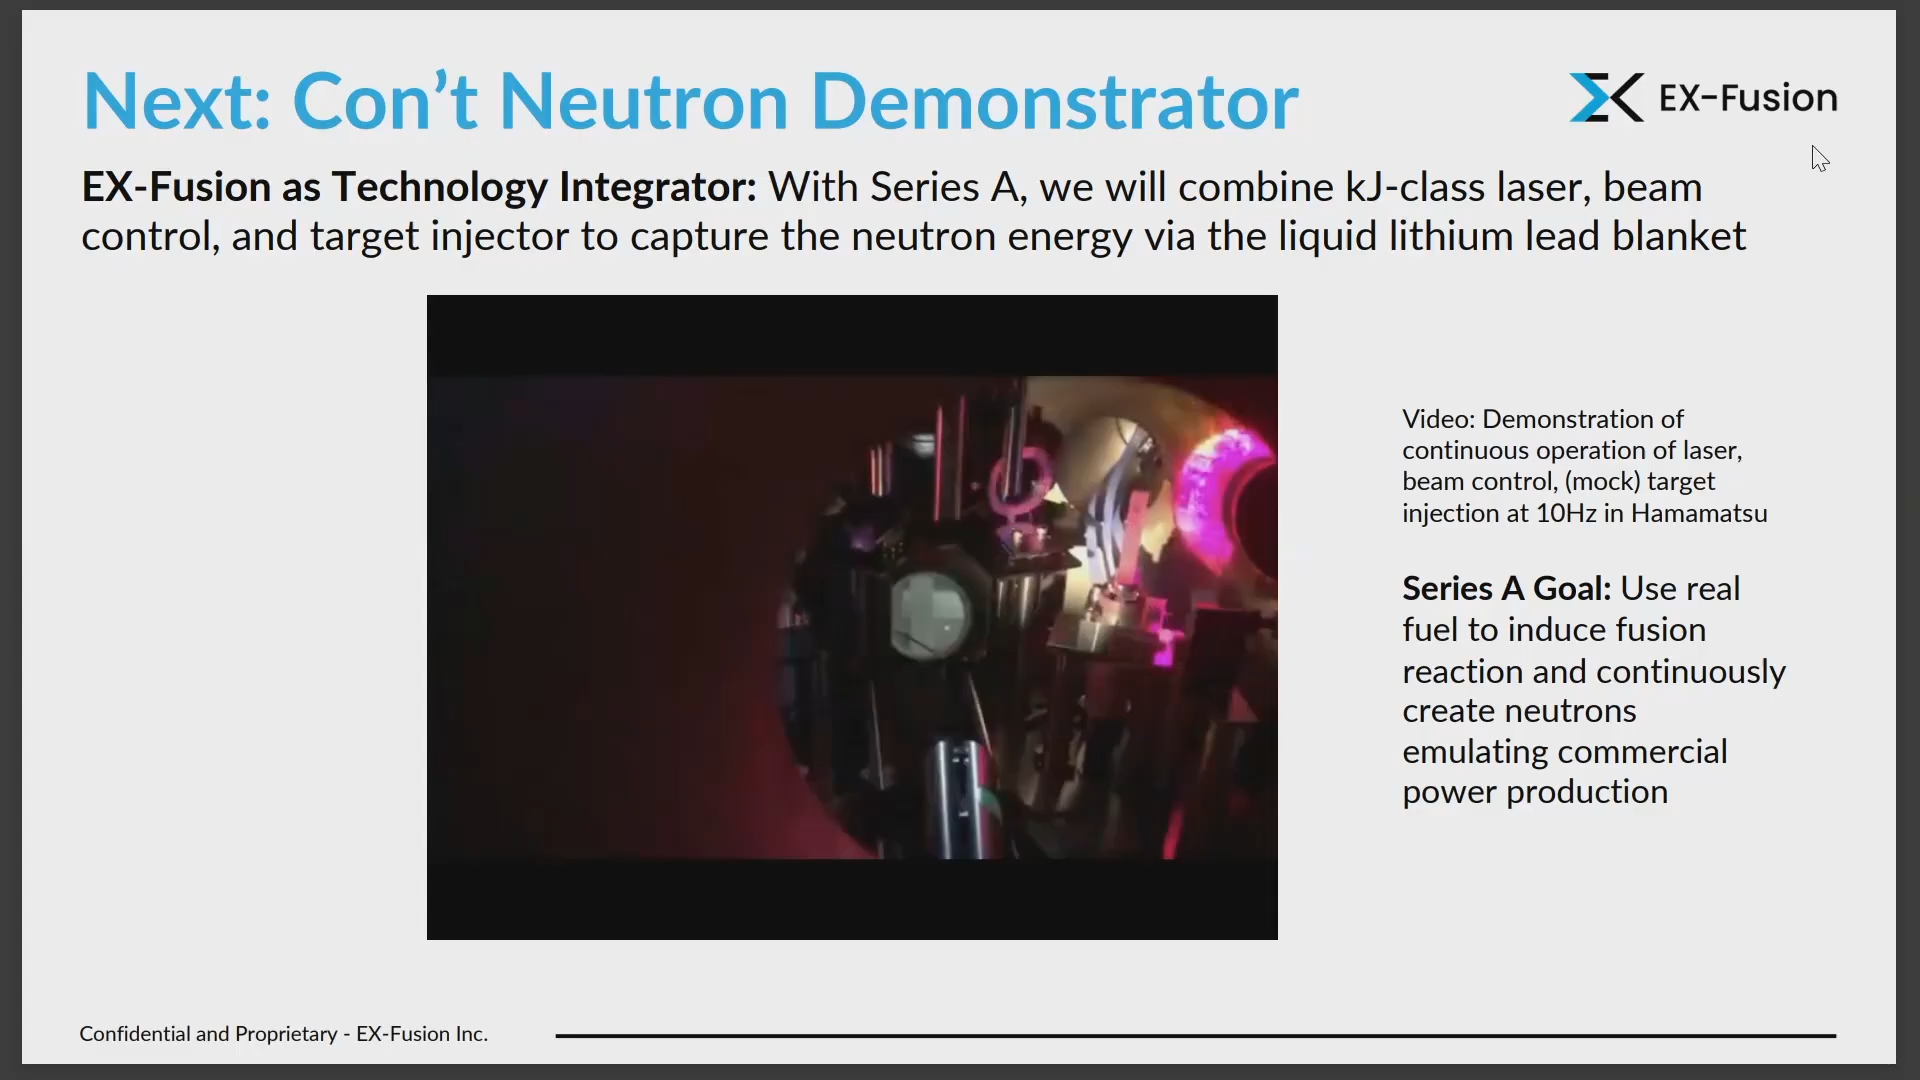 Next: Con’t Neutron Demonstrator
EX-Fusion
EX-Fusion as Technology Integrator: With Series A, we will combine kJ-class laser, beam
control, and target injector to capture the neutron energy via the liquid lithium lead blanket
Video: Demonstration of
continuous operation of laser,
beam control, (mock) target
injection at 10Hz in Hamamatsu
Series A Goal: Use real
fuel to induce fusion
reaction and continuously
create neutrons
emulating commercial
power production
Confidential and Proprietary - EX-Fusion Inc.